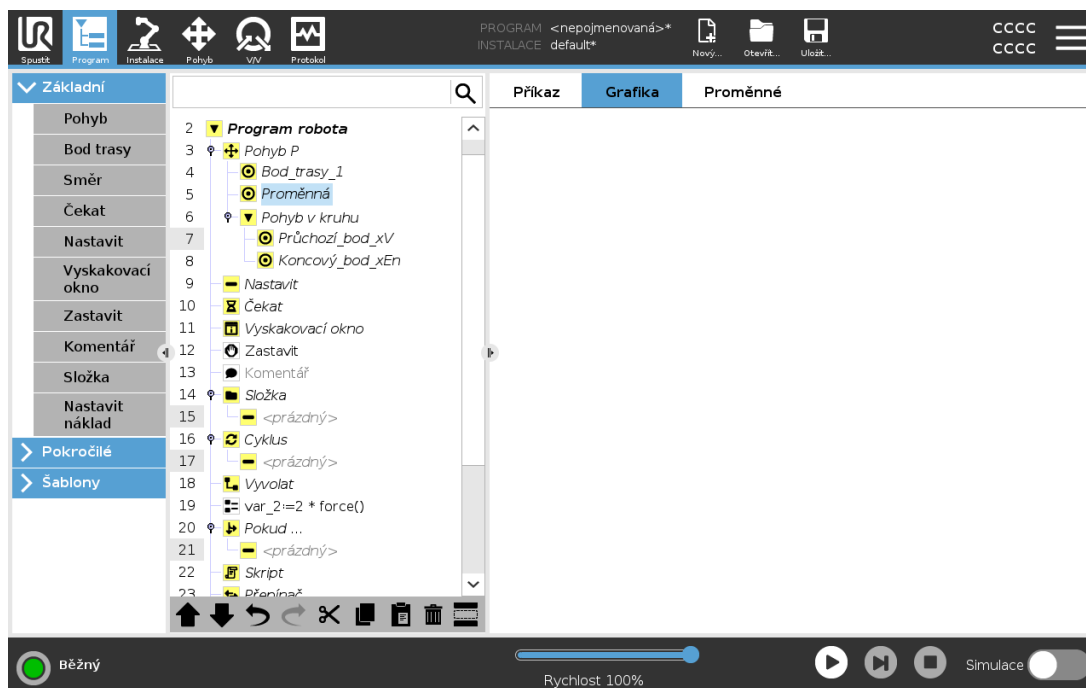 PROGRAM <nepojmenovaná>*
INSTALACE default*
CCCC
CCCC
Spustit
Program
Instalace
Pohyb
V/V
Protokol
Nový...
Otevřít...
Uložit...
Základní
Pohyb
Bod trasy
Směr
Čekat
Nastavit
Vyskakovací
okno
Zastavit
Komentář
Složka
Nastavit
náklad
Pokročilé
Šablony
2 Program robota
3 Pohyb P
4 Bod_trasy_1
5 Proměnná
6 Pohyb v kruhu
7 Průchozí_bod_xV
8 Koncový_bod_xEn
9 Nastavit
10 Čekat
11 Vyskakovací okno
12 Zastavit
13 Komentář
14 Složka
15 <prázdný>
16 Cyklus
17 <prázdný>
18 Vyvolat
19 var_2:=2 * force()
20 Pokud ...
21 <prázdný>
22 Skript
23 Přepínač
Příkaz
Grafika
Proměnné
Běžný
Rychlost 100%
Simulace